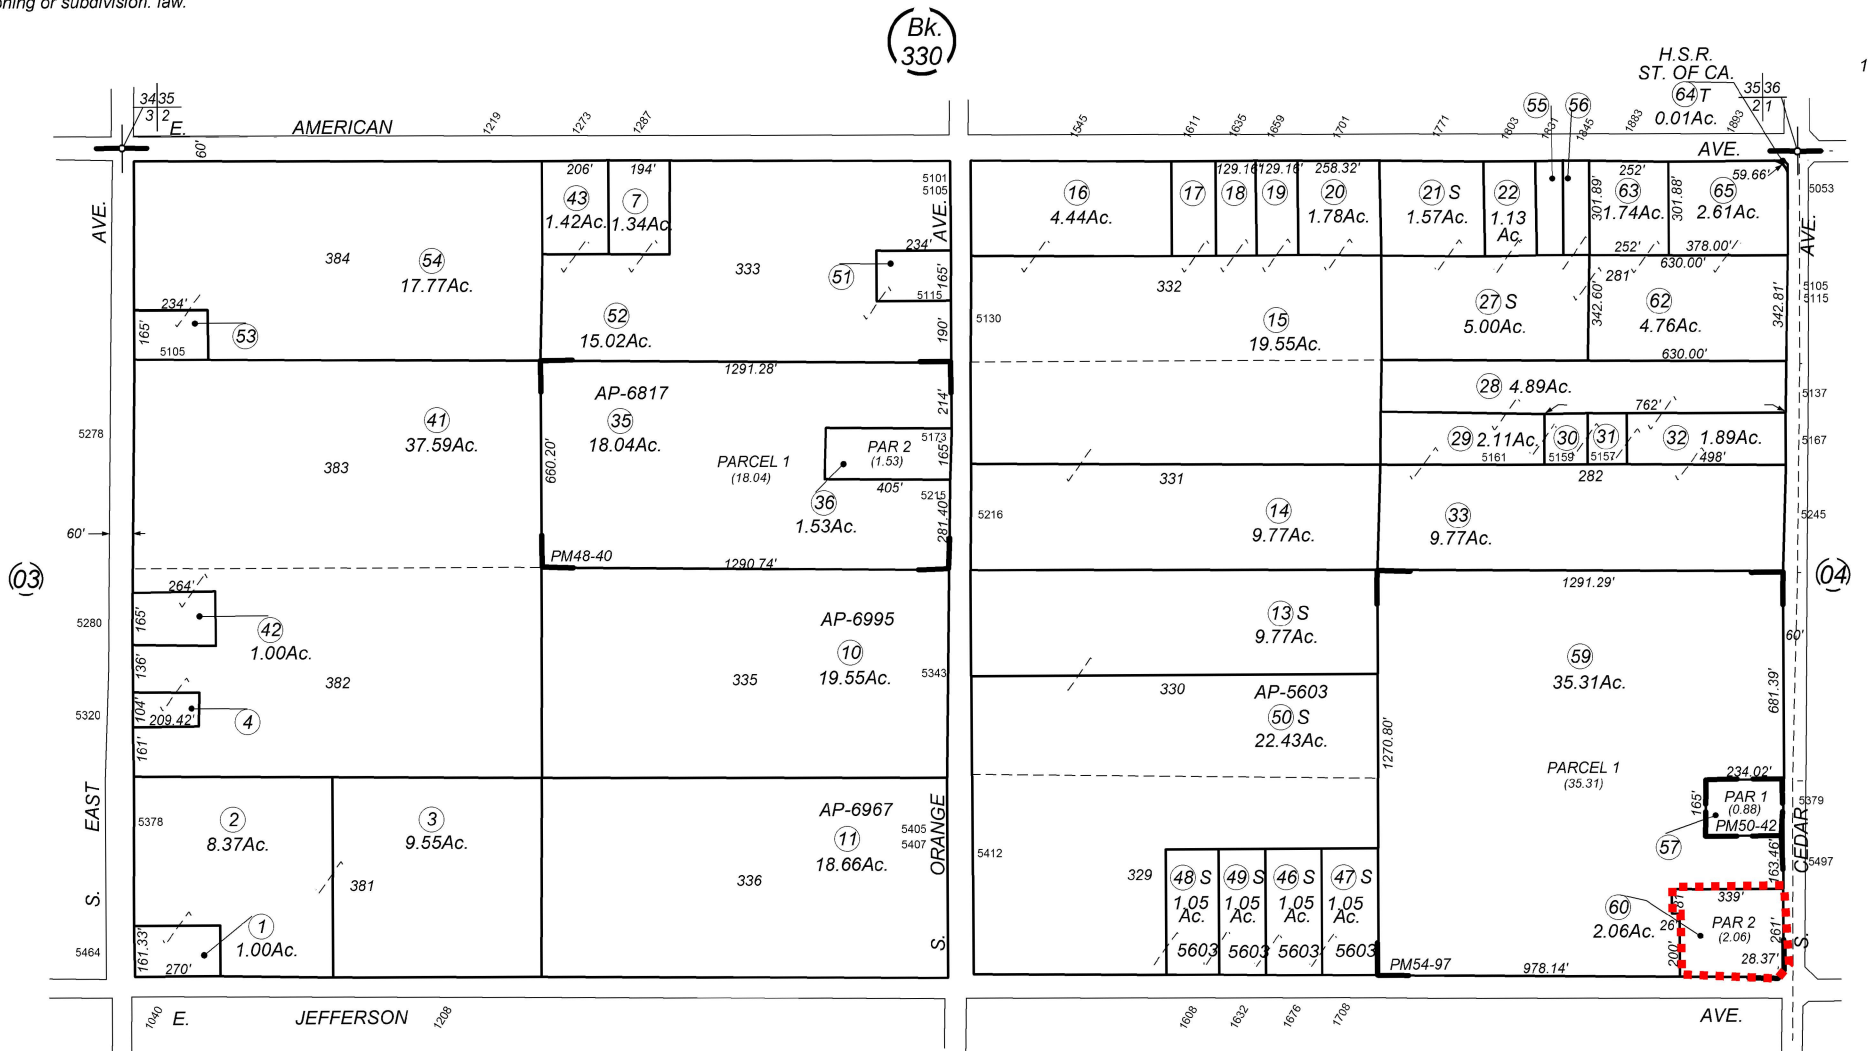 ning or subdivision. law.
Bk.
330
H.S.R.
ST. OF CA.
64 T
0.01Ac.
1
34 35
3 2
35 36
2 1
E. AMERICAN
AVE.
60'
1219
1273
1287
1545
1611
1635
1659
1701
1771
1803
1831
1845
1883
1893
55
56
AVE.
384
54
17.77Ac.
234'
165'
53
5105
206'
43
1.42Ac.
194'
7
1.34Ac.
333
5101
5105
AVE.
234'
51
165'
5115
52
15.02Ac.
190'
16
4.44Ac.
17
129.16'
18
129.16'
19
258.32'
20
1.78Ac.
21 S
1.57Ac.
22
1.13
Ac.
252'
301.89'
63
1.74Ac.
252'
301.88'
65
2.61Ac.
59.66'
378.00'
630.00'
5053
AVE.
332
5130
15
19.55Ac.
27 S
5.00Ac.
281'
342.60'
62
4.76Ac.
342.81'
630.00'
5105
5115
28 4.89Ac.
762'
5137
29 2.11Ac.
5161
30
5159
31
5157
32 1.89Ac.
498'
5167
282
5278
41
37.59Ac.
383
60'
1291.28'
AP-6817
35
18.04Ac.
660.20'
PARCEL 1
(18.04)
214'
5173
PAR 2
(1.53)
165'
405'
36
1.53Ac.
5215
281.40'
PM48-40
1290.74'
331
5216
14
9.77Ac.
33
9.77Ac.
5245
03
04
264'
165'
5280
42
1.00Ac.
136'
382
104'
209.42'
4
5320
161'
AP-6995
10
19.55Ac.
335
5343
13 S
9.77Ac.
330
AP-5603
50 S
22.43Ac.
1291.29'
60'
59
35.31Ac.
681.39'
1270.80'
PARCEL 1
(35.31)
234.02'
165'
PAR 1
(0.88)
PM50-42
57
5379
163.46'
CEDAR
5497
EAST
S.
5378
2
8.37Ac.
3
9.55Ac.
381
1
1.00Ac.
161.33'
270'
5464
AP-6967
11
18.66Ac.
336
5405
5407
ORANGE
S.
5412
329
48 S
1.05
Ac.
5603
49 S
1.05
Ac.
5603
46 S
1.05
Ac.
5603
47 S
1.05
Ac.
5603
PM54-97
978.14'
60
2.06Ac.
339'
PAR 2
(2.06)
261'
200'
28.37'
S.
1040
E. JEFFERSON
1208
1608
1632
1676
1708
AVE.